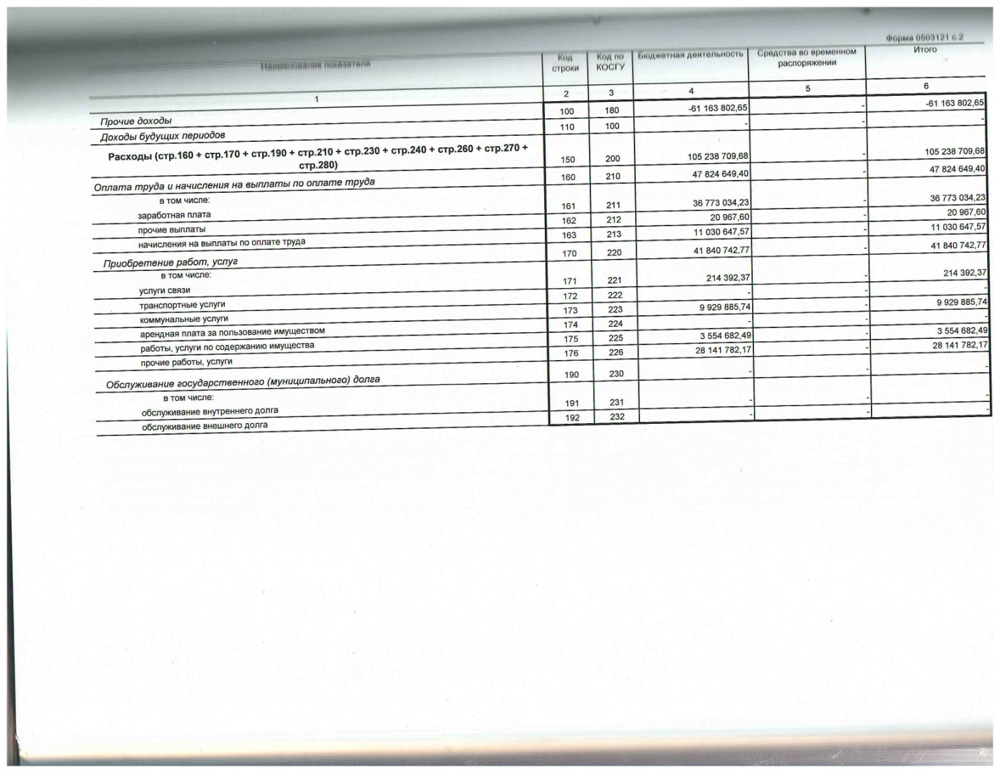 Форма 0503121 с.2
Наименование показателя | Код строки | Код по КОСГУ | Бюджетная деятельность | Средства во временном распоряжении | Итого
1 | 2 | 3 | 4 | 5 | 6
Прочие доходы | 100 | 180 | -61 163 802,65 | - | -61 163 802,65
Доходы будущих периодов | 110 | 100 | - | - | -
Расходы (стр.160 + стр.170 + стр.190 + стр.210 + стр.230 + стр.240 + стр.260 + стр.270 +
стр.280) | 150 | 200 | 105 238 709,68 | - | 105 238 709,68
Оплата труда и начисления на выплаты по оплате труда | 160 | 210 | 47 824 649,40 | - | 47 824 649,40
в том числе:
заработная плата | 161 | 211 | 36 773 034,23 | - | 36 773 034,23
прочие выплаты | 162 | 212 | 20 967,60 | - | 20 967,60
начисления на выплаты по оплате труда | 163 | 213 | 11 030 647,57 | - | 11 030 647,57
Приобретение работ, услуг | 170 | 220 | 41 840 742,77 | - | 41 840 742,77
в том числе:
услуги связи | 171 | 221 | 214 392,37 | - | 214 392,37
транспортные услуги | 172 | 222 | - | - | -
коммунальные услуги | 173 | 223 | 9 929 885,74 | - | 9 929 885,74
арендная плата за пользование имуществом | 174 | 224 | - | - | -
работы, услуги по содержанию имущества | 175 | 225 | 3 554 682,49 | - | 3 554 682,49
прочие работы, услуги | 176 | 226 | 28 141 782,17 | - | 28 141 782,17
Обслуживание государственного (муниципального) долга | 190 | 230 | - | - | -
в том числе:
обслуживание внутреннего долга | 191 | 231 | - | - | -
обслуживание внешнего долга | 192 | 232 | - | - | -